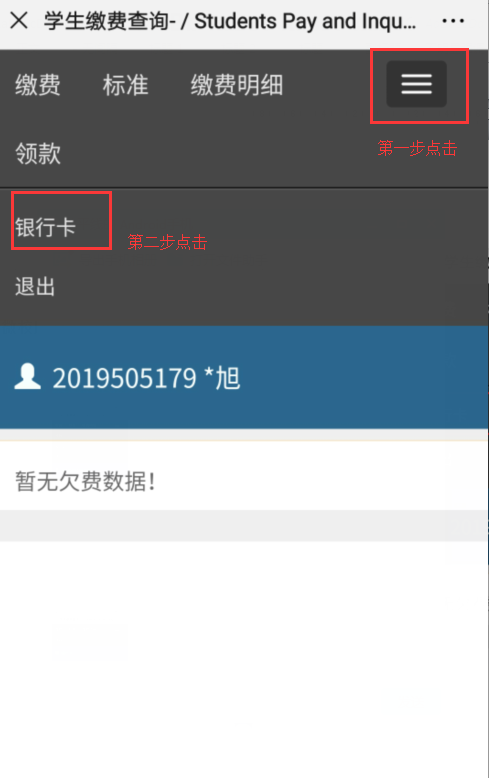 学生缴费查询- / Students Pay and Inqu...
缴费 标准 缴费明细
第一步点击
领款
银行卡
第二步点击
退出
2019505179 *旭
暂无欠费数据！